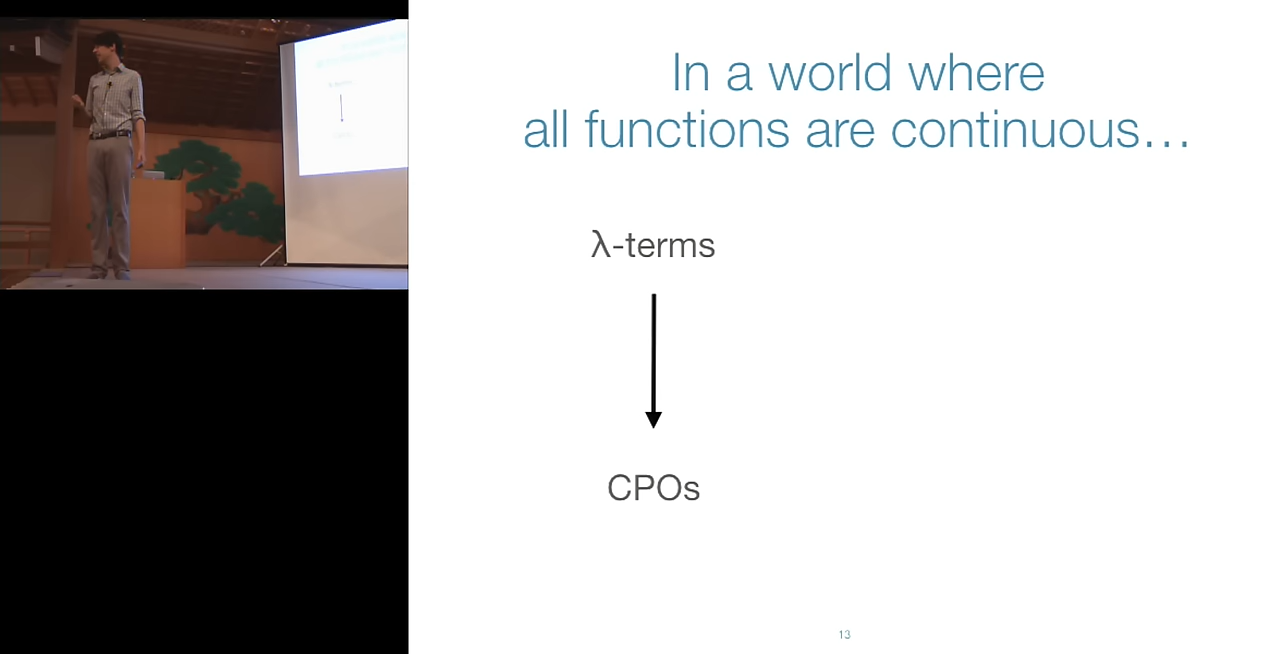 In a world where
all functions are continuous…
λ-terms
CPOs
13